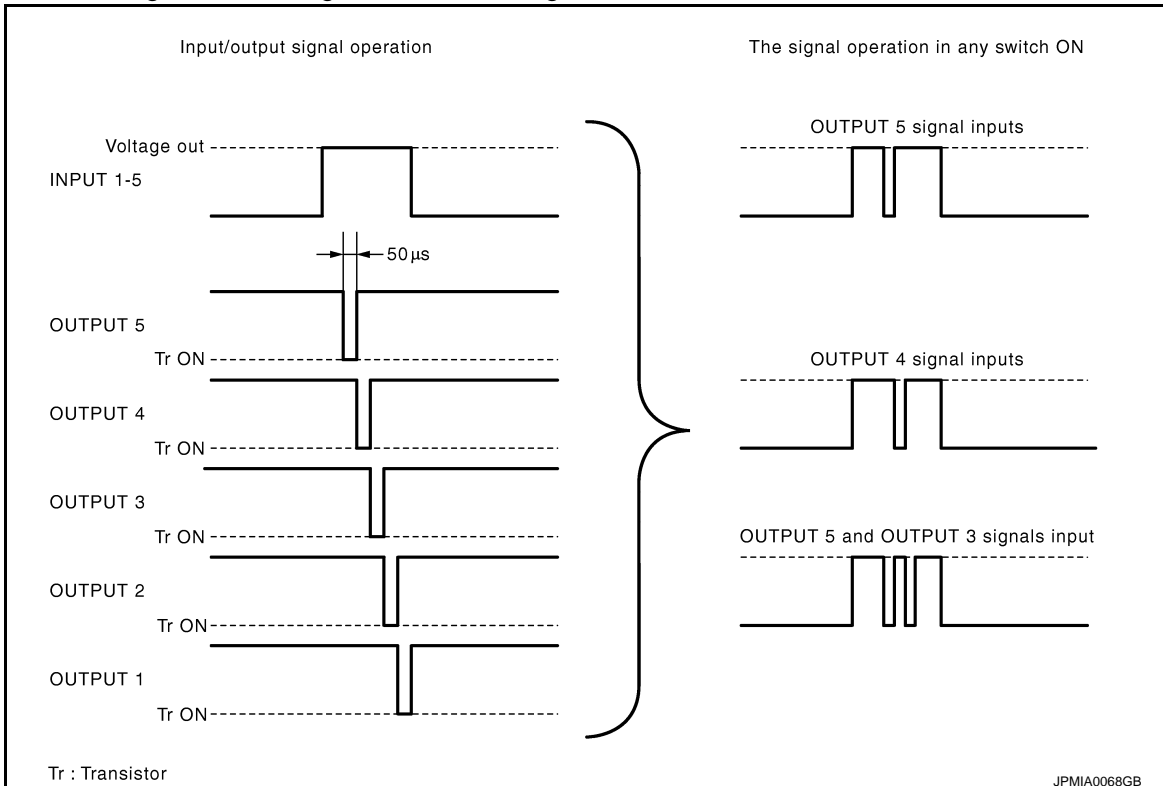 Input/output signal operation
The signal operation in any switch ON
Voltage out
INPUT 1-5
50 µs
OUTPUT 5
Tr ON
OUTPUT 4
Tr ON
OUTPUT 3
Tr ON
OUTPUT 2
Tr ON
OUTPUT 1
Tr ON
OUTPUT 5 signal inputs
OUTPUT 4 signal inputs
OUTPUT 5 and OUTPUT 3 signals input
Tr : Transistor
JPMIA0068GB